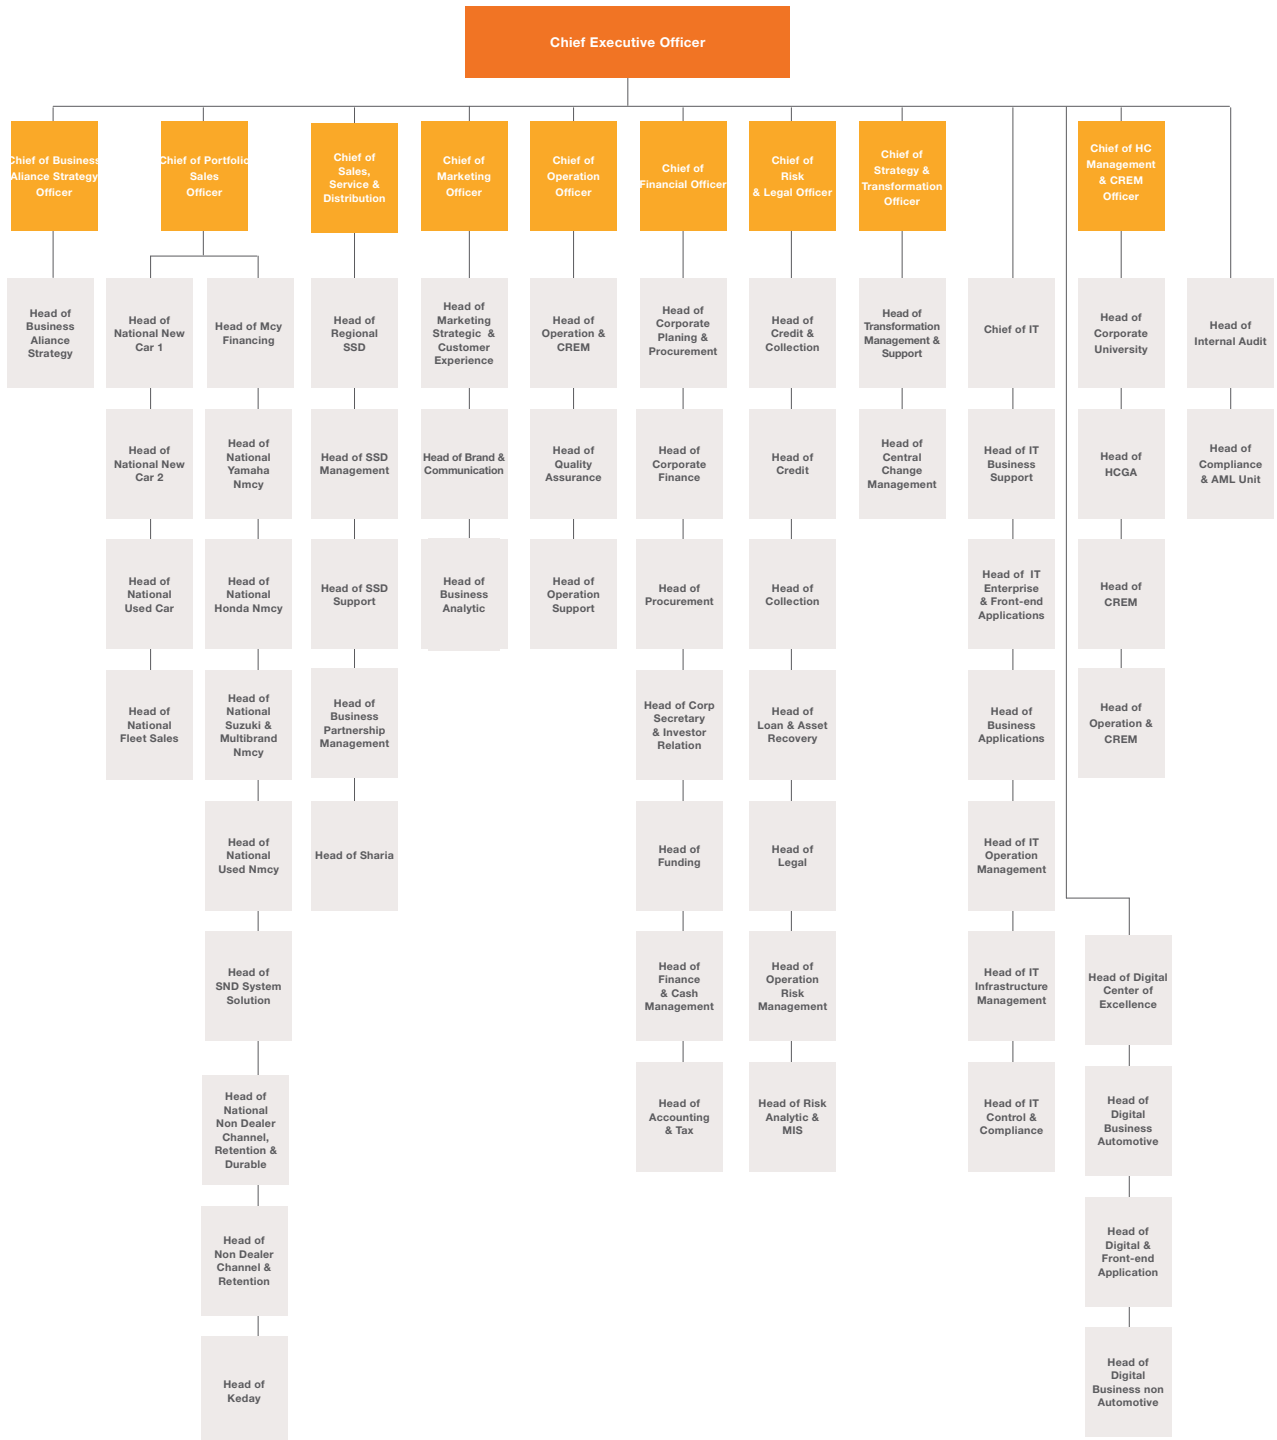 Chief Executive Officer
Chief of Business
Aliance Strategy
Officer
Chief of Portfolio
Sales
Officer
Chief of
Sales,
Service &
Distribution
Chief of
Marketing
Officer
Chief of
Operation
Officer
Chief of
Financial Officer
Chief of
Risk
& Legal Officer
Chief of
Strategy &
Transformation
Officer
Chief of HC
Management
& CREM
Officer
Head of
Business
Aliance
Strategy
Head of
National New
Car 1
Head of Mcy
Financing
Head of
Regional
SSD
Head of
Marketing
Strategic &
Customer
Experience
Head of
Operation &
CREM
Head of
Corporate
Planing &
Procurement
Head of
Credit &
Collection
Head of
Transformation
Management &
Support
Chief of IT
Head of
Corporate
University
Head of
Internal Audit
Head of
National New
Car 2
Head of
National
Yamaha
Nmcy
Head of SSD
Management
Head of Brand &
Communication
Head of
Quality
Assurance
Head of
Corporate
Finance
Head of
Credit
Head of
Central
Change
Management
Head of IT
Business
Support
Head of
HCGA
Head of
Compliance
& AML Unit
Head of
National
Used Car
Head of
National
Honda Nmcy
Head of SSD
Support
Head of
Business
Analytic
Head of
Operation
Support
Head of
Procurement
Head of
Collection
Head of IT
Enterprise
& Front-end
Applications
Head of
CREM
Head of
National
Fleet Sales
Head of
National
Suzuki &
Multibrand
Nmcy
Head of
Business
Partnership
Management
Head of Corp
Secretary
& Investor
Relation
Head of
Loan & Asset
Recovery
Head of
Business
Applications
Head of
Operation &
CREM
Head of
National
Used Nmcy
Head of Sharia
Head of
Funding
Head of
Legal
Head of IT
Operation
Management
Head of
SND System
Solution
Head of
Finance
& Cash
Management
Head of
Operation
Risk
Management
Head of IT
Infrastructure
Management
Head of Digital
Center of
Excellence
Head of
National
Non Dealer
Channel,
Retention &
Durable
Head of
Accounting
& Tax
Head of Risk
Analytic &
MIS
Head of IT
Control &
Compliance
Head of
Digital
Business
Automotive
Head of
Non Dealer
Channel &
Retention
Head of
Digital &
Front-end
Application
Head of
Keday
Head of
Digital
Business non
Automotive